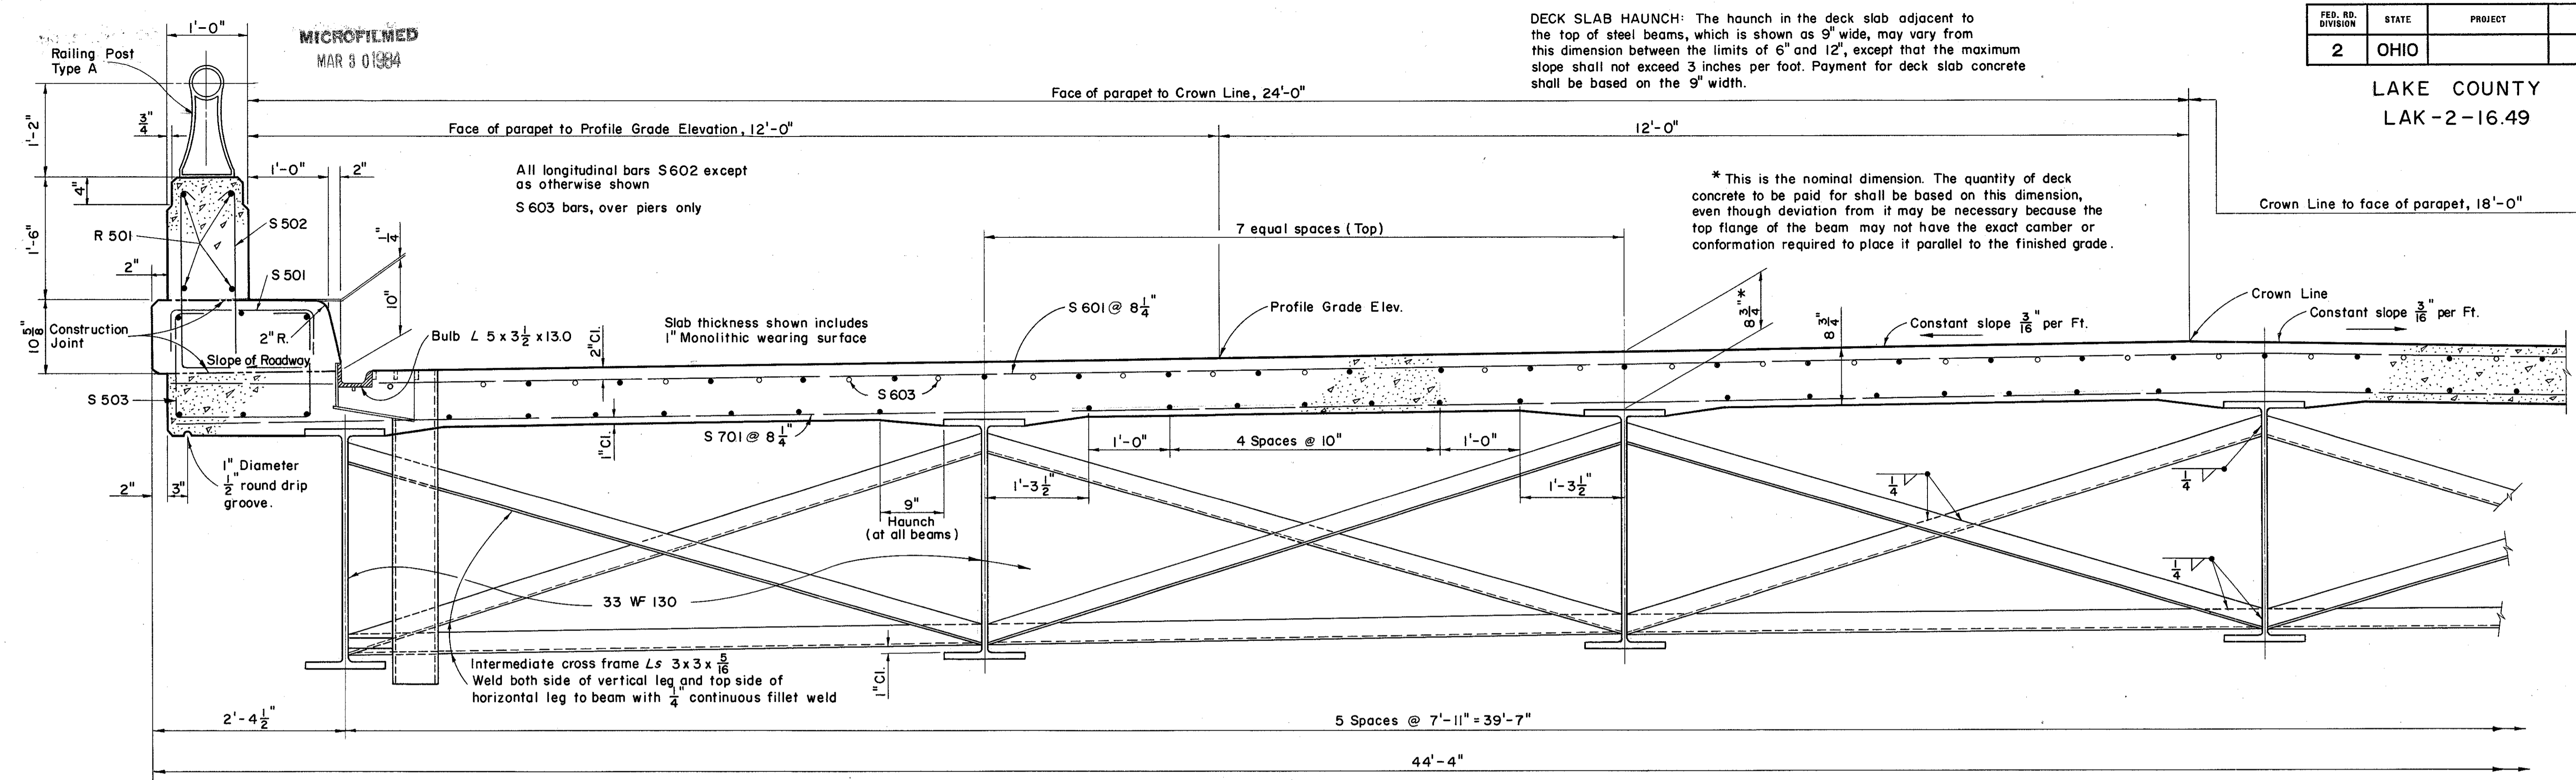 MICROFILMED
MAR 30 1984
DECK SLAB HAUNCH: The haunch in the deck slab adjacent to
the top of steel beams, which is shown as 9" wide, may vary from
this dimension between the limits of 6" and 12", except that the maximum
slope shall not exceed 3 inches per foot. Payment for deck slab concrete
shall be based on the 9" width.
FED. RD.
DIVISION
STATE
PROJECT
2
OHIO
LAKE COUNTY
LAK-2-16.49
1'-0"
Railing Post
Type A
Face of parapet to Crown Line, 24'-0"
1'-2"
3/4"
Face of parapet to Profile Grade Elevation, 12'-0"
12'-0"
1'-0"
2"
4"
All longitudinal bars S602 except
as otherwise shown
S 603 bars, over piers only
* This is the nominal dimension. The quantity of deck
concrete to be paid for shall be based on this dimension,
even though deviation from it may be necessary because the
top flange of the beam may not have the exact camber or
conformation required to place it parallel to the finished grade.
Crown Line to face of parapet, 18'-0"
1'-6"
R 501
S 502
1/4"
7 equal spaces (Top)
2"
S 501
10"
S 601 @ 8 1/4"
Profile Grade Elev.
8 3/4"*
8 3/4"
Crown Line
Constant slope 3/16" per Ft.
Constant slope 3/16" per Ft.
10 5/8"
Construction
Joint
2" R.
Bulb L 5 x 3 1/2 x 13.0
Slab thickness shown includes
1" Monolithic wearing surface
2" Cl.
Slope of Roadway
S 503
S 603
S 701 @ 8 1/4"
1" Cl.
1'-0"
4 Spaces @ 10"
1'-0"
1" Diameter
1/2" round drip
groove.
2"
3"
9"
Haunch
(at all beams)
1'-3 1/2"
1'-3 1/2"
1/4
1/4
1/4
33 WF 130
Intermediate cross frame Ls 3 x 3 x 5/16
Weld both side of vertical leg and top side of
horizontal leg to beam with 1/4" continuous fillet weld
1" Cl.
2'-4 1/2"
5 Spaces @ 7'-11" = 39'-7"
44'-4"